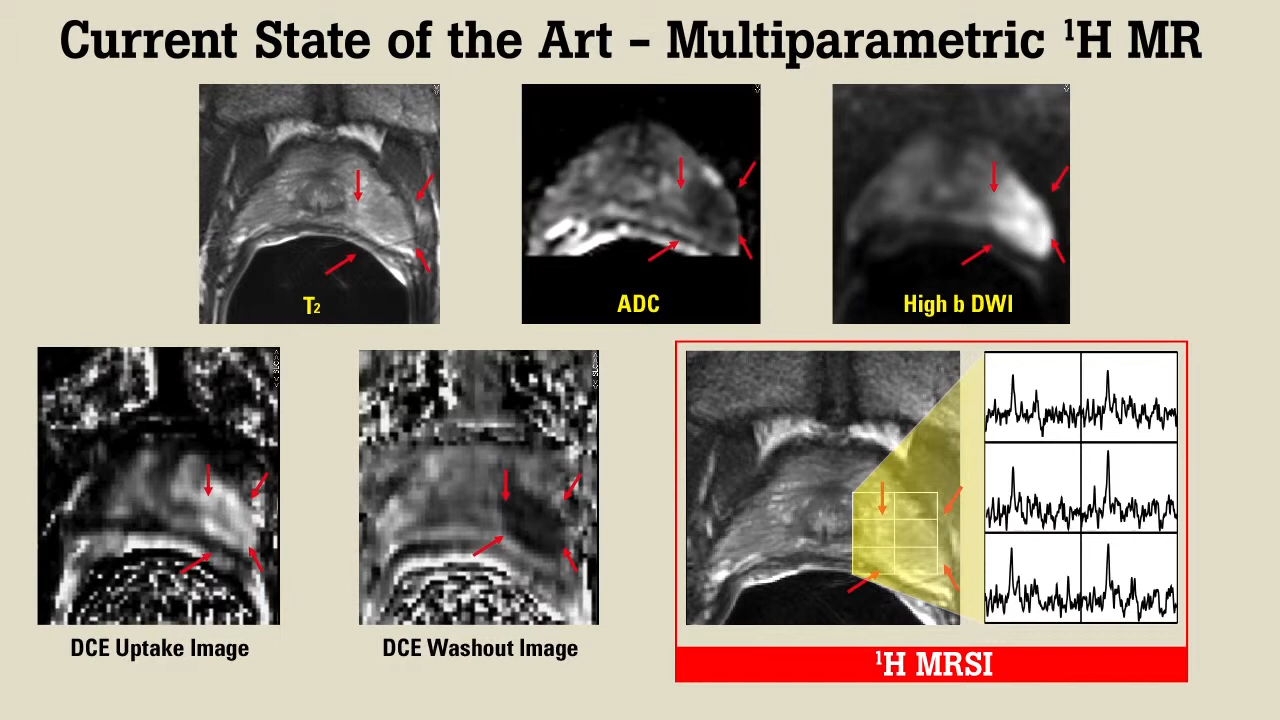 Current State of the Art – Multiparametric ¹H MR
T₂
ADC
High b DWI
DCE Uptake Image
DCE Washout Image
¹H MRSI